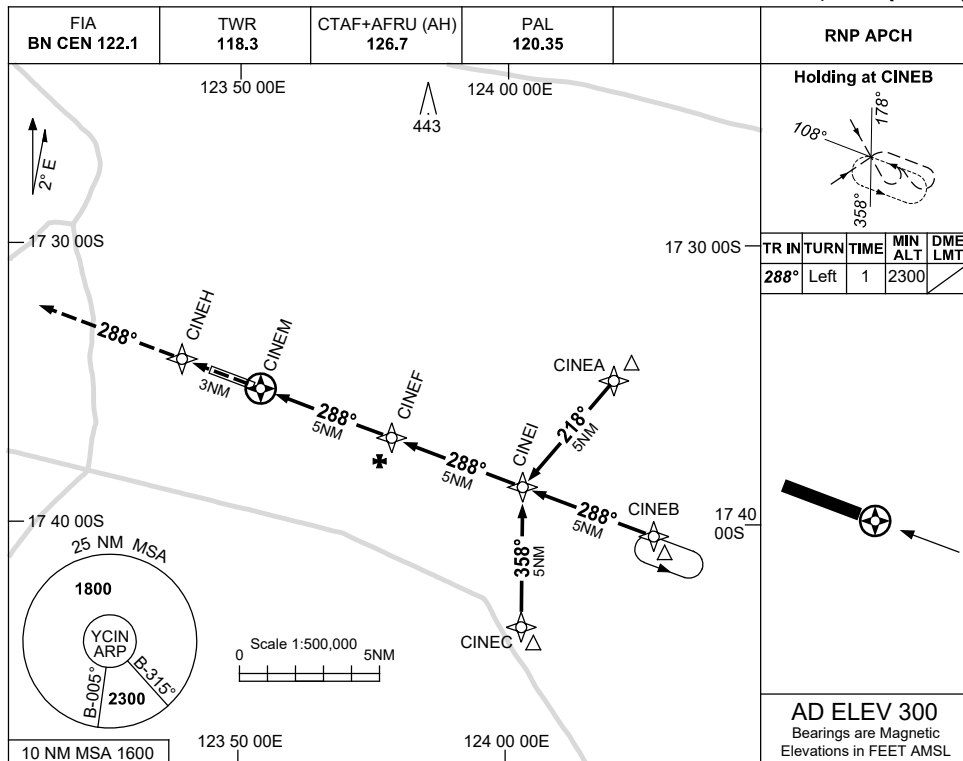 FIA
BN CEN 122.1
TWR
118.3
CTAF+AFRU (AH)
126.7
PAL
120.35
RNP APCH
123 50 00E
124 00 00E
443
2° E
17 30 00S
17 30 00S
Holding at CINEB
108°
178°
358°
TR IN TURN TIME MIN ALT DME LMT
288° Left 1 2300
288°
CINEH
3NM
CINEM
288°
5NM
CINEF
288°
5NM
CINEI
CINEA
218°
5NM
288°
5NM
CINEB
358°
5NM
CINEC
17 40 00S
17 40
00S
25 NM MSA
1800
YCIN
ARP
B-005°
B-315°
2300
10 NM MSA 1600
Scale 1:500,000
0 5NM
123 50 00E
124 00 00E
AD ELEV 300
Bearings are Magnetic
Elevations in FEET AMSL